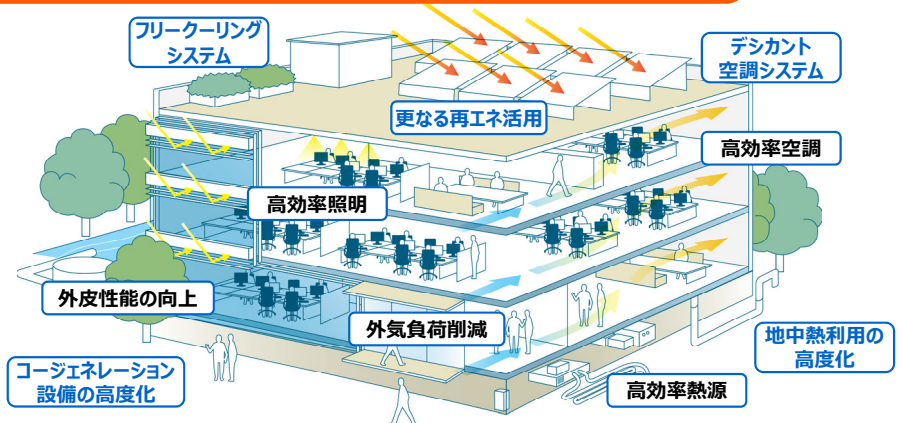 フリークーリング
システム
デシカント
空調システム
更なる再エネ活用
高効率空調
高効率照明
外皮性能の向上
外気負荷削減
地中熱利用の
高度化
コージェネレーション
設備の高度化
高効率熱源